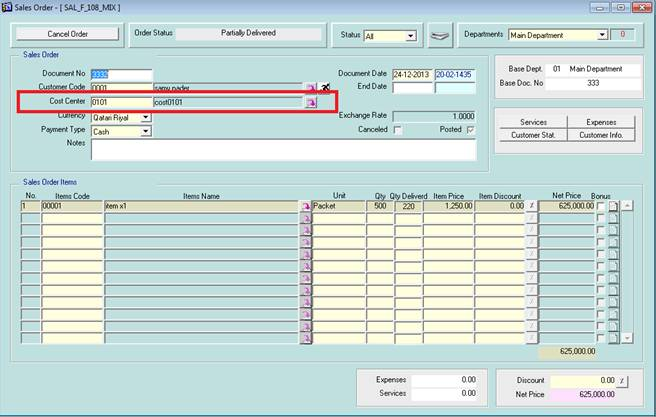 Sales Order - [ SAL_F_108_MIX ]
Cancel Order Order Status Partially Delivered Status All Departments Main Department 0
Sales Order
Document No 3332 Document Date 24-12-2013 20-02-1435
Customer Code 0001 samy nader End Date
Cost Center 0101 cost0101
Currency Qatari Riyal Exchange Rate 1.0000
Payment Type Cash Canceled Posted
Notes
Base Dept. 01 Main Department
Base Doc. No 333
Services Expenses
Customer Stat. Customer Info.
Sales Order Items
No. Items Code Items Name Unit Qty Qty Deliverd Item Price Item Discount Net Price Bonus
1 00001 item x1 Packet 500 220 1,250.00 0.00 % 625,000.00
625,000.00
Expenses 0.00 Discount 0.00 %
Services 0.00 Net Price 625,000.00